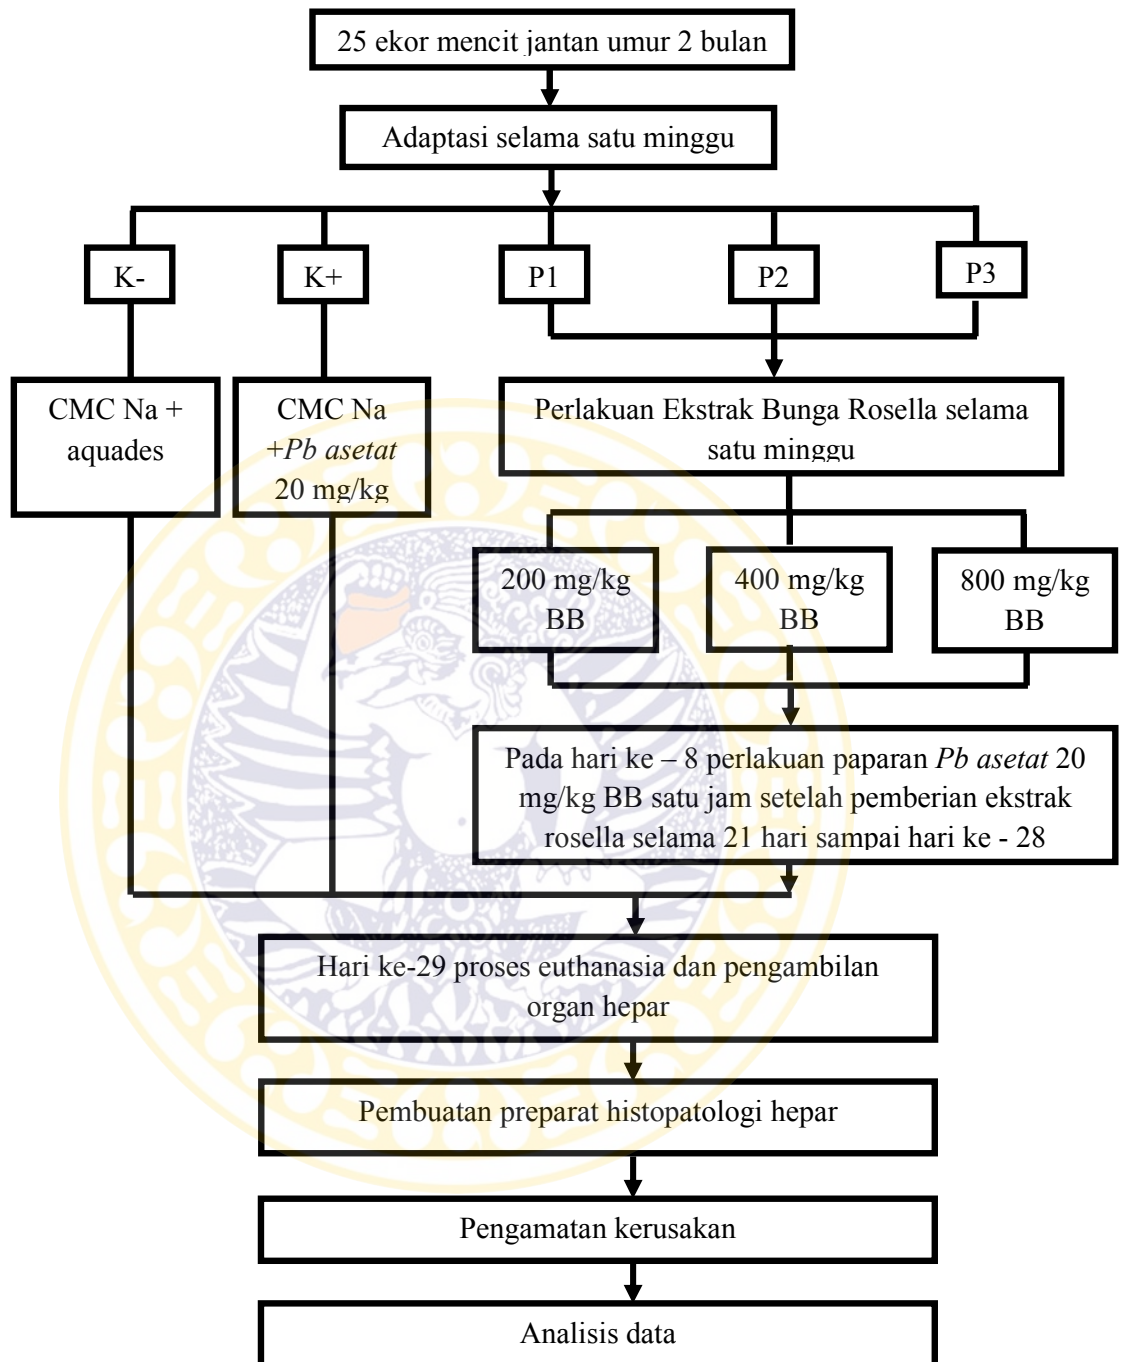 25 ekor mencit jantan umur 2 bulan
Adaptasi selama satu minggu
K-
K+
P1
P2
P3
CMC Na +
aquades
CMC Na
+Pb asetat
20 mg/kg
Perlakuan Ekstrak Bunga Rosella selama
satu minggu
200 mg/kg
BB
400 mg/kg
BB
800 mg/kg
BB
Pada hari ke – 8 perlakuan paparan Pb asetat 20
mg/kg BB satu jam setelah pemberian ekstrak
rosella selama 21 hari sampai hari ke - 28
Hari ke-29 proses euthanasia dan pengambilan
organ hepar
Pembuatan preparat histopatologi hepar
Pengamatan kerusakan
Analisis data